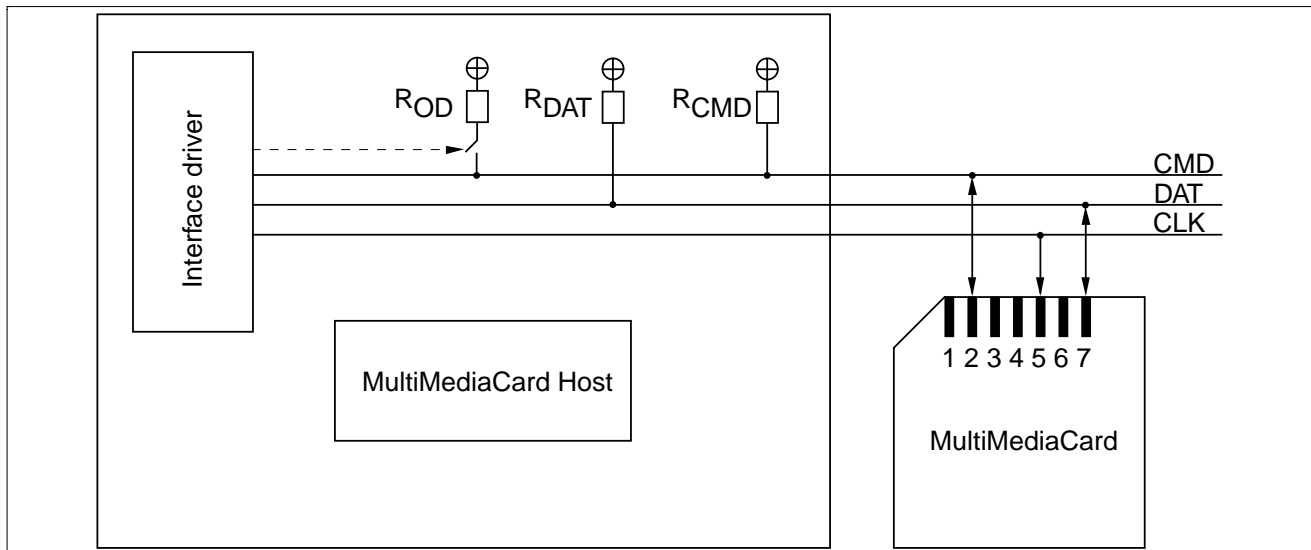 Interface driver
ROD
RDAT
RCMD
CMD
DAT
CLK
1 2 3 4 5 6 7
MultiMediaCard Host
MultiMediaCard